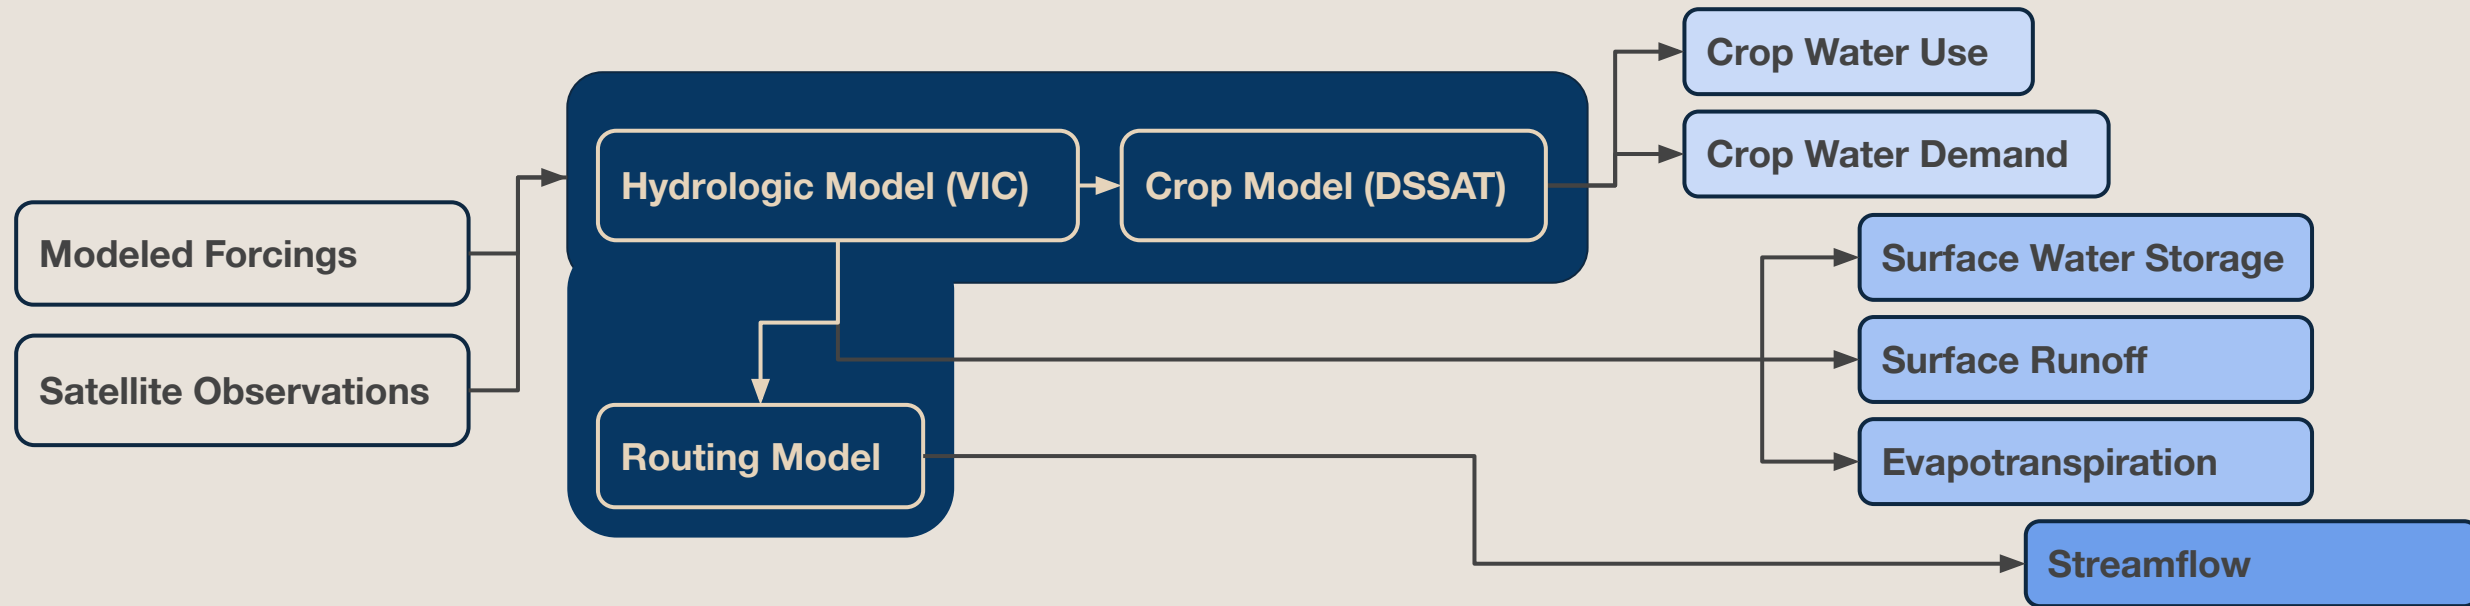 Modeled Forcings
Satellite Observations
Hydrologic Model (VIC)
Crop Model (DSSAT)
Routing Model
Crop Water Use
Crop Water Demand
Surface Water Storage
Surface Runoff
Evapotranspiration
Streamflow